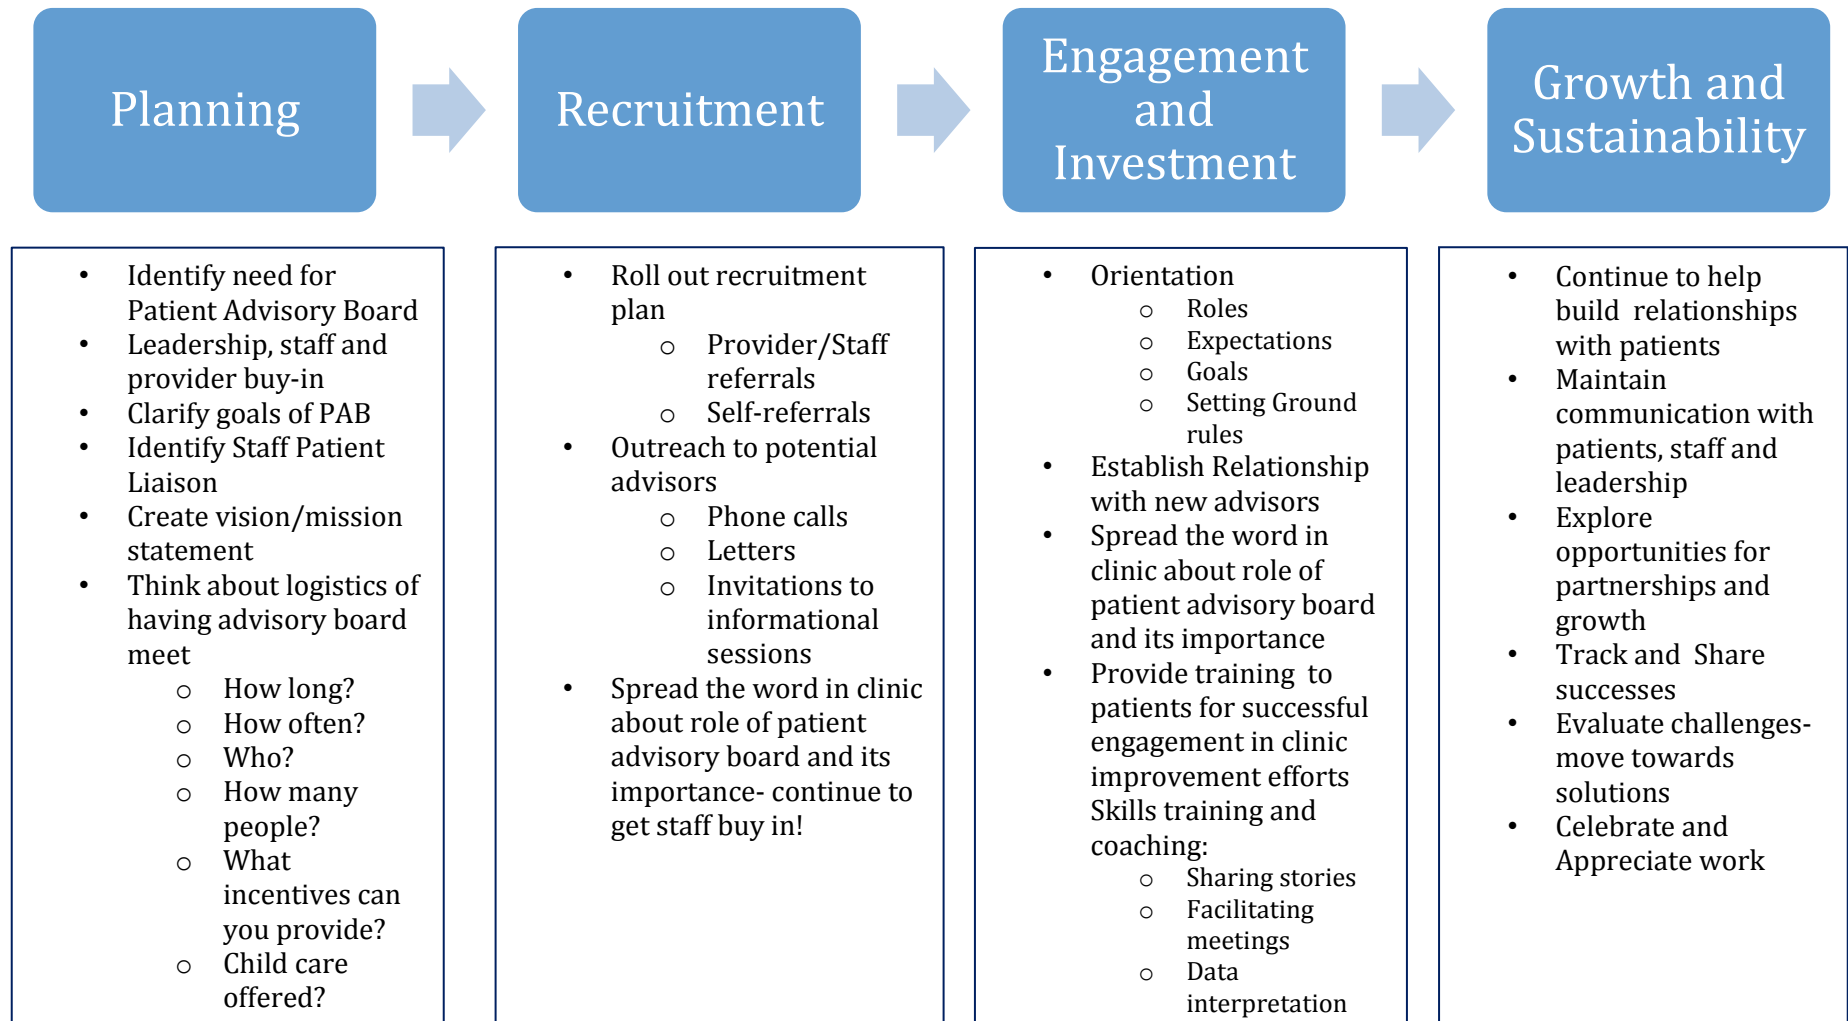 Planning
Recruitment
Engagement
and
Investment
Growth and
Sustainability
• Identify need for
Patient Advisory Board
• Leadership, staff and
provider buy-in
• Clarify goals of PAB
• Identify Staff Patient
Liaison
• Create vision/mission
statement
• Think about logistics of
having advisory board
meet
o How long?
o How often?
o Who?
o How many
people?
o What
incentives can
you provide?
o Child care
offered?
• Roll out recruitment
plan
o Provider/Staff
referrals
o Self-referrals
• Outreach to potential
advisors
o Phone calls
o Letters
o Invitations to
informational
sessions
• Spread the word in clinic
about role of patient
advisory board and its
importance- continue to
get staff buy in!
• Orientation
o Roles
o Expectations
o Goals
o Setting Ground
rules
• Establish Relationship
with new advisors
• Spread the word in
clinic about role of
patient advisory board
and its importance
• Provide training  to
patients for successful
engagement in clinic
improvement efforts
Skills training and
coaching:
o Sharing stories
o Facilitating
meetings
o Data
interpretation
• Continue to help
build  relationships
with patients
• Maintain
communication with
patients, staff and
leadership
• Explore
opportunities for
partnerships and
growth
• Track and  Share
successes
• Evaluate challenges-
move towards
solutions
• Celebrate and
Appreciate work